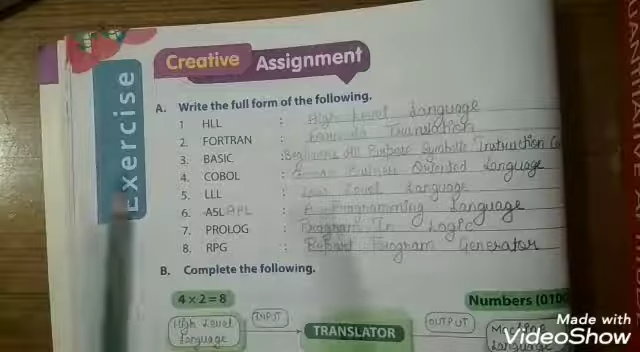 Exercise
Creative Assignment
A. Write the full form of the following.
1 HLL : High Level Language
2. FORTRAN : Translation
3. BASIC : Beginners All Purpose Symbolic Instruction
4. COBOL : Business Oriented Language
5. LLL : Low Level Language
6. ASL APL : A Programming Language
7. PROLOG : Program In Logic
8. RPG : Report Program Generator
B. Complete the following.
4 × 2 = 8 Numbers (0100
High Level Language INPUT TRANSLATOR OUTPUT Language
Made with
VideoShow